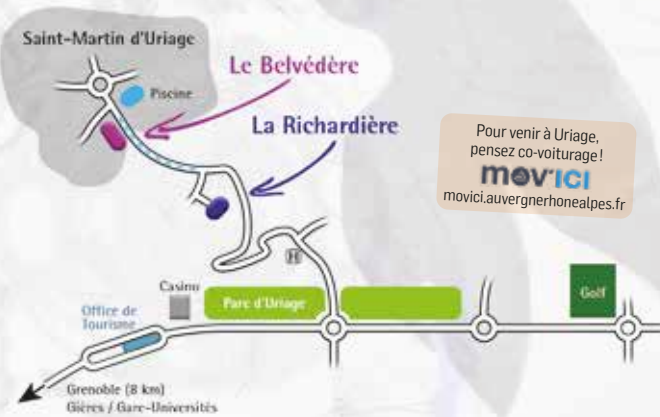 Saint-Martin d'Uriage
Le Belvédère
Piscine
La Richardière
Pour venir à Uriage,
pensez co-voiturage!
mov'ICI
movici.auvergnerhonealpes.fr
H
Casino
Parc d'Uriage
Golf
Office de
Tourisme
Grenoble (8 km)
Gières / Gare-Universités